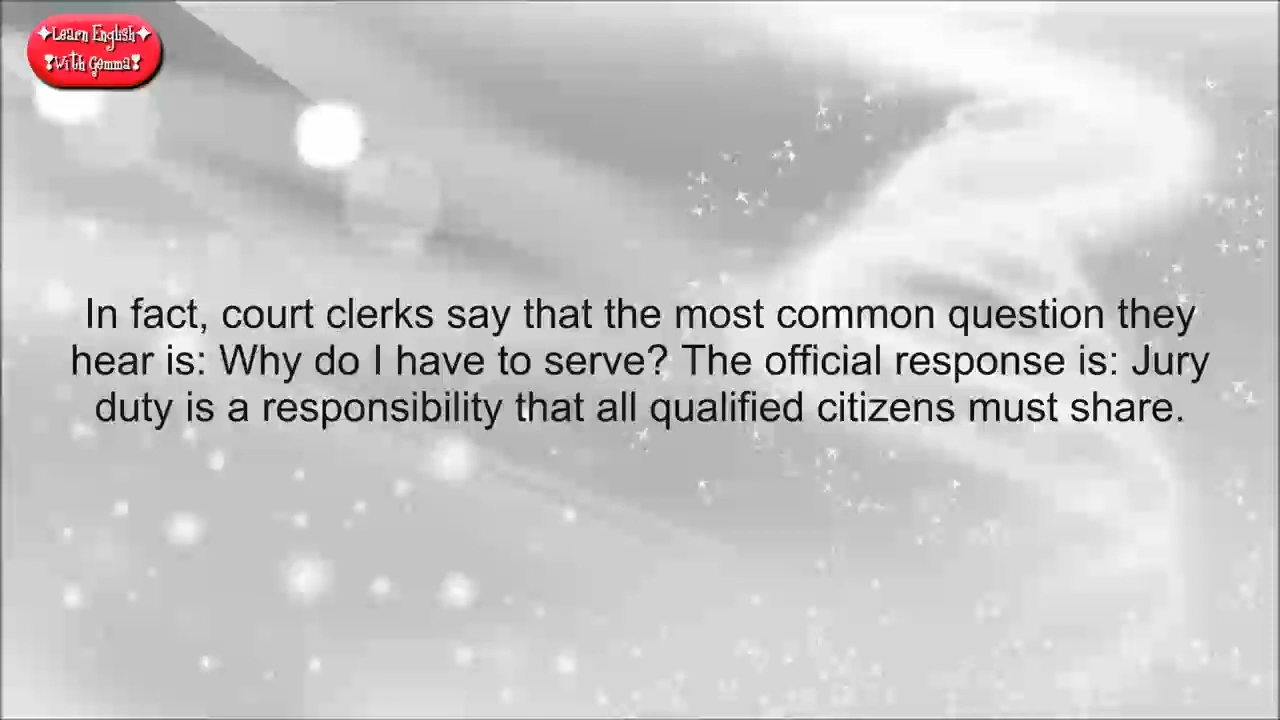 ✦Learn English✦
❣With Gemma❣
In fact, court clerks say that the most common question they
hear is: Why do I have to serve? The official response is: Jury
duty is a responsibility that all qualified citizens must share.